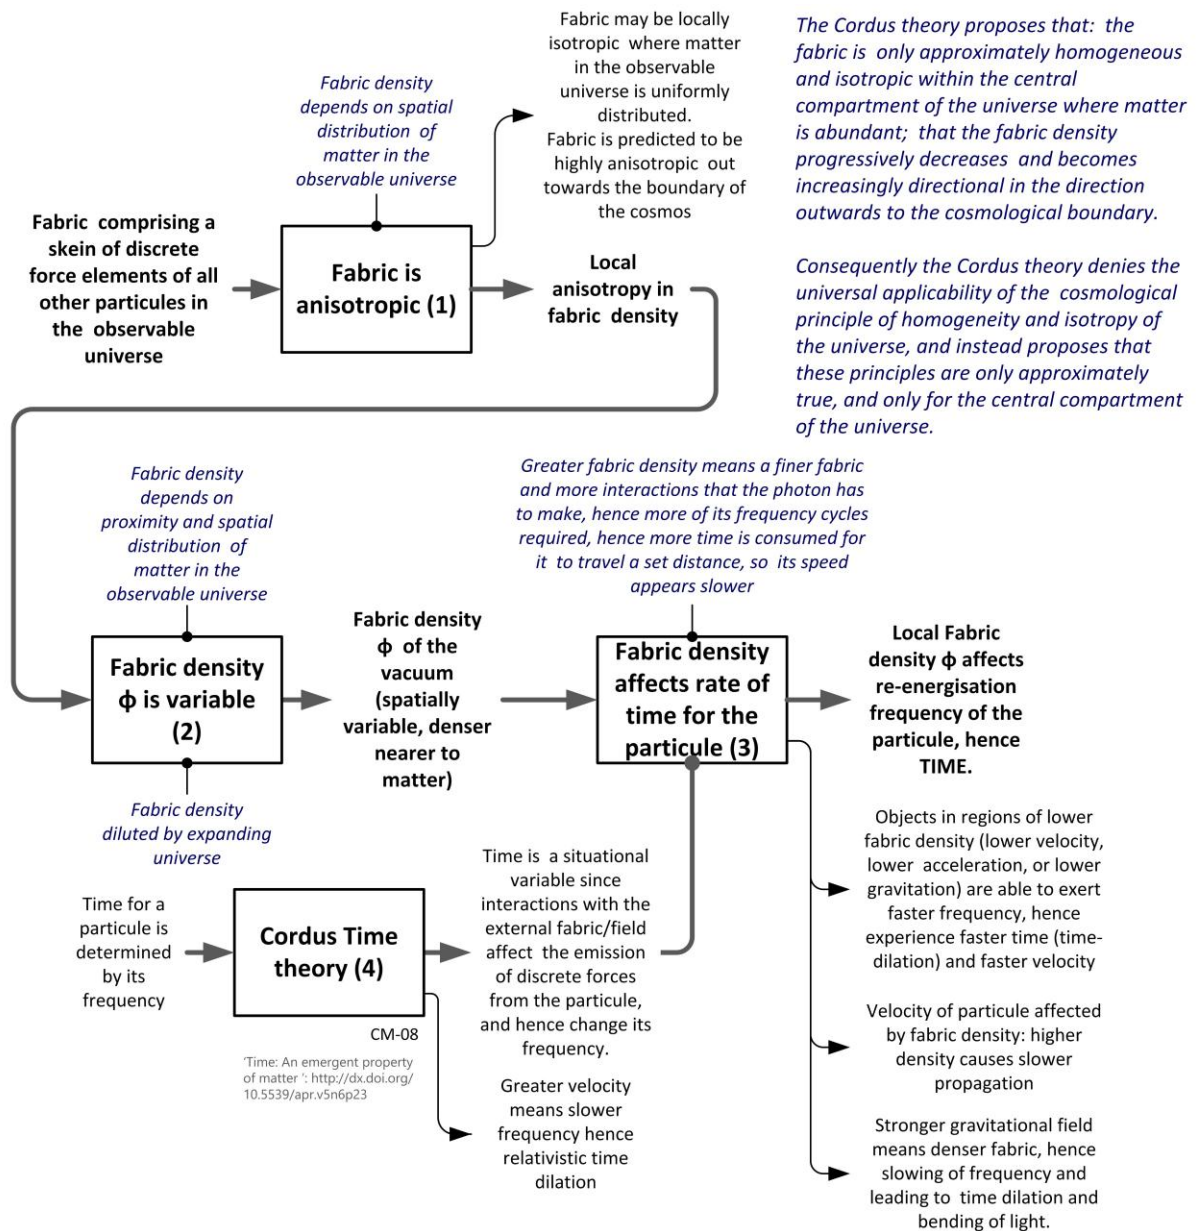 Fabric may be locally
isotropic where matter
in the observable
universe is uniformly
distributed.
Fabric is predicted to be
highly anisotropic out
towards the boundary of
the cosmos
The Cordus theory proposes that: the
fabric is only approximately homogeneous
and isotropic within the central
compartment of the universe where matter
is abundant; that the fabric density
progressively decreases and becomes
increasingly directional in the direction
outwards to the cosmological boundary.
Consequently the Cordus theory denies the
universal applicability of the cosmological
principle of homogeneity and isotropy of
the universe, and instead proposes that
these principles are only approximately
true, and only for the central compartment
of the universe.
Fabric density
depends on spatial
distribution of
matter in the
observable universe
Fabric comprising a
skein of discrete
force elements of all
other particules in
the observable
universe
Fabric is
anisotropic (1)
Local
anisotropy in
fabric density
Fabric density
depends on
proximity and spatial
distribution of
matter in the
observable universe
Greater fabric density means a finer fabric
and more interactions that the photon has
to make, hence more of its frequency cycles
required, hence more time is consumed for
it to travel a set distance, so its speed
appears slower
Fabric density
ϕ is variable
(2)
Fabric density
ϕ of the
vacuum
(spatially
variable, denser
nearer to
matter)
Fabric density
affects rate of
time for the
particule (3)
Local Fabric
density ϕ affects
re-energisation
frequency of the
particule, hence
TIME.
Fabric density
diluted by expanding
universe
Time for a
particule is
determined
by its
frequency
Cordus Time
theory (4)
CM-08
'Time: An emergent property
of matter ': http://dx.doi.org/
10.5539/apr.v5n6p23
Time is a situational
variable since
interactions with the
external fabric/field
affect the emission
of discrete forces
from the particule,
and hence change its
frequency.
Greater velocity
means slower
frequency hence
relativistic time
dilation
Objects in regions of lower
fabric density (lower velocity,
lower acceleration, or lower
gravitation) are able to exert
faster frequency, hence
experience faster time (time-
dilation) and faster velocity
Velocity of particule affected
by fabric density: higher
density causes slower
propagation
Stronger gravitational field
means denser fabric, hence
slowing of frequency and
leading to time dilation and
bending of light.